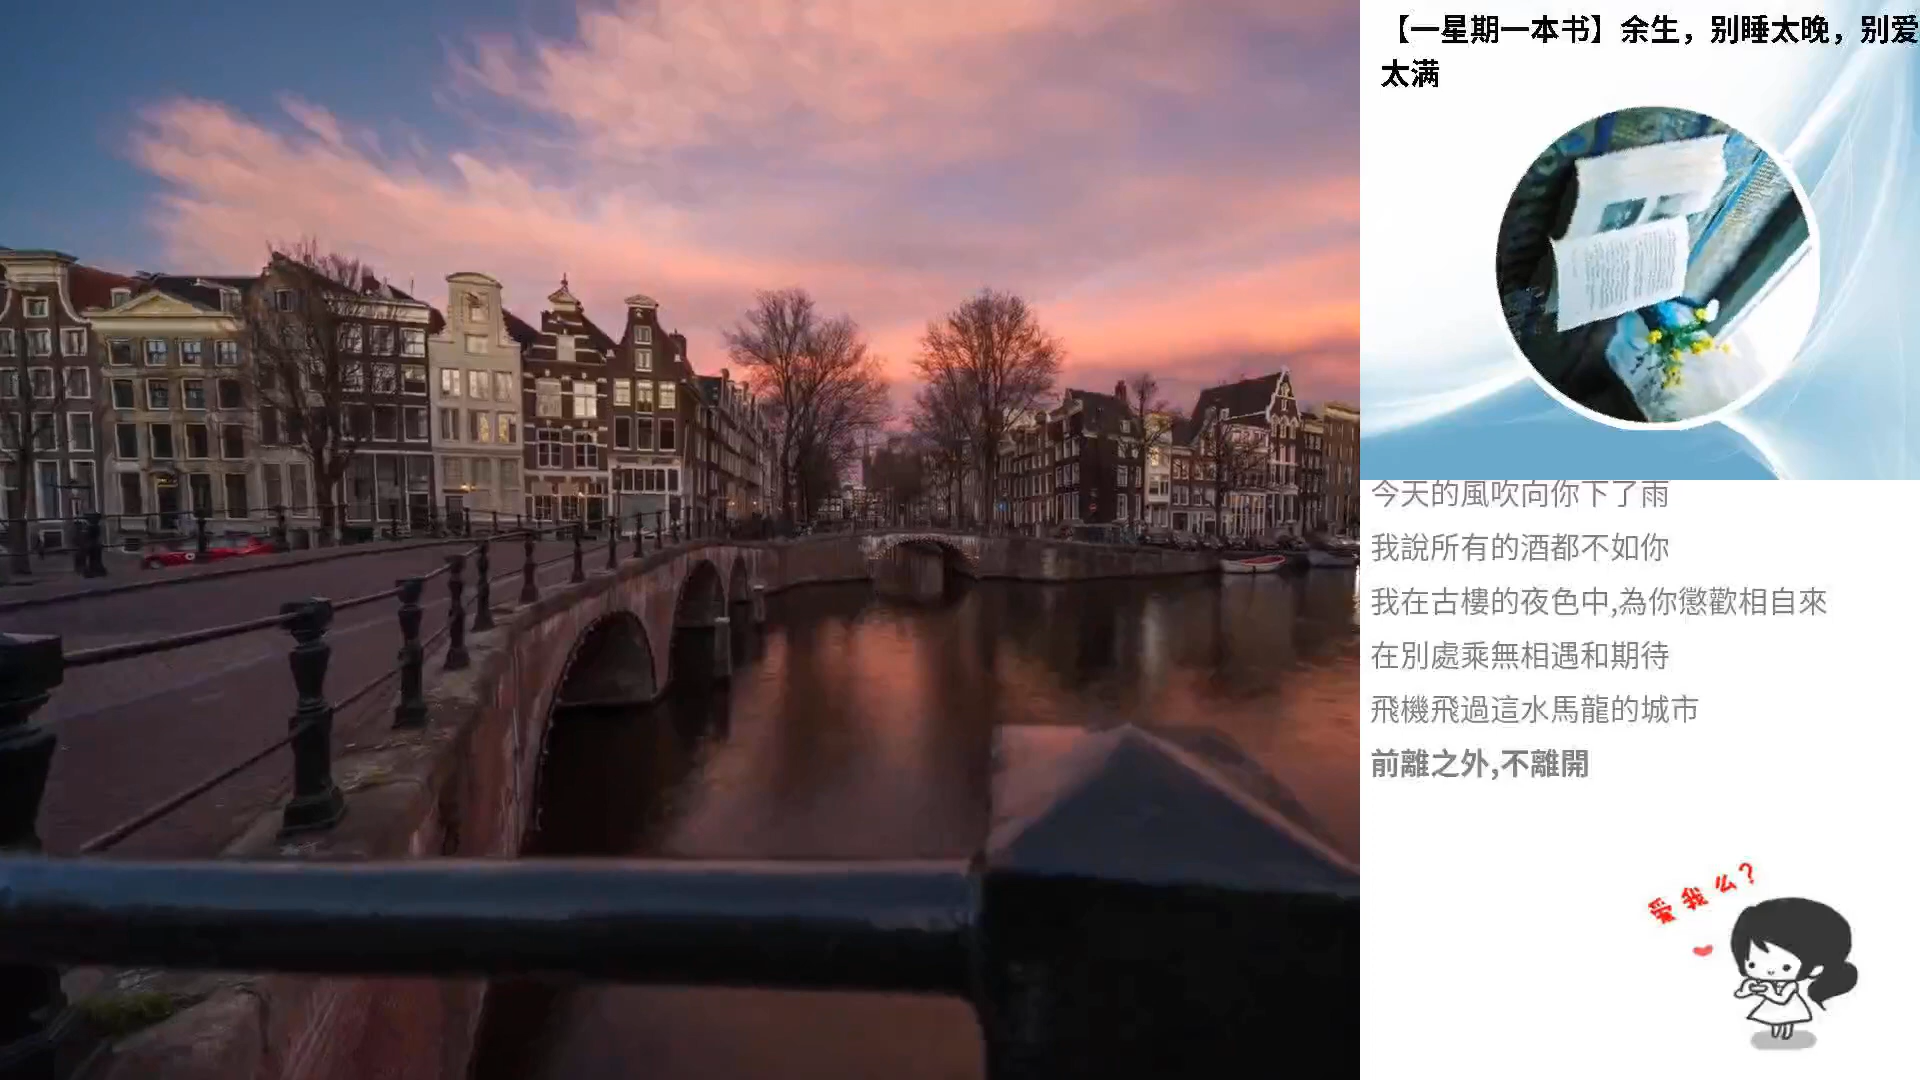 【一星期一本书】余生，别睡太晚，别爱
太满
今天的風吹向你下了雨
我說所有的酒都不如你
我在古樓的夜色中,為你懲歡相自來
在別處乘無相遇和期待
飛機飛過這水馬龍的城市
前離之外,不離開
爱我么？